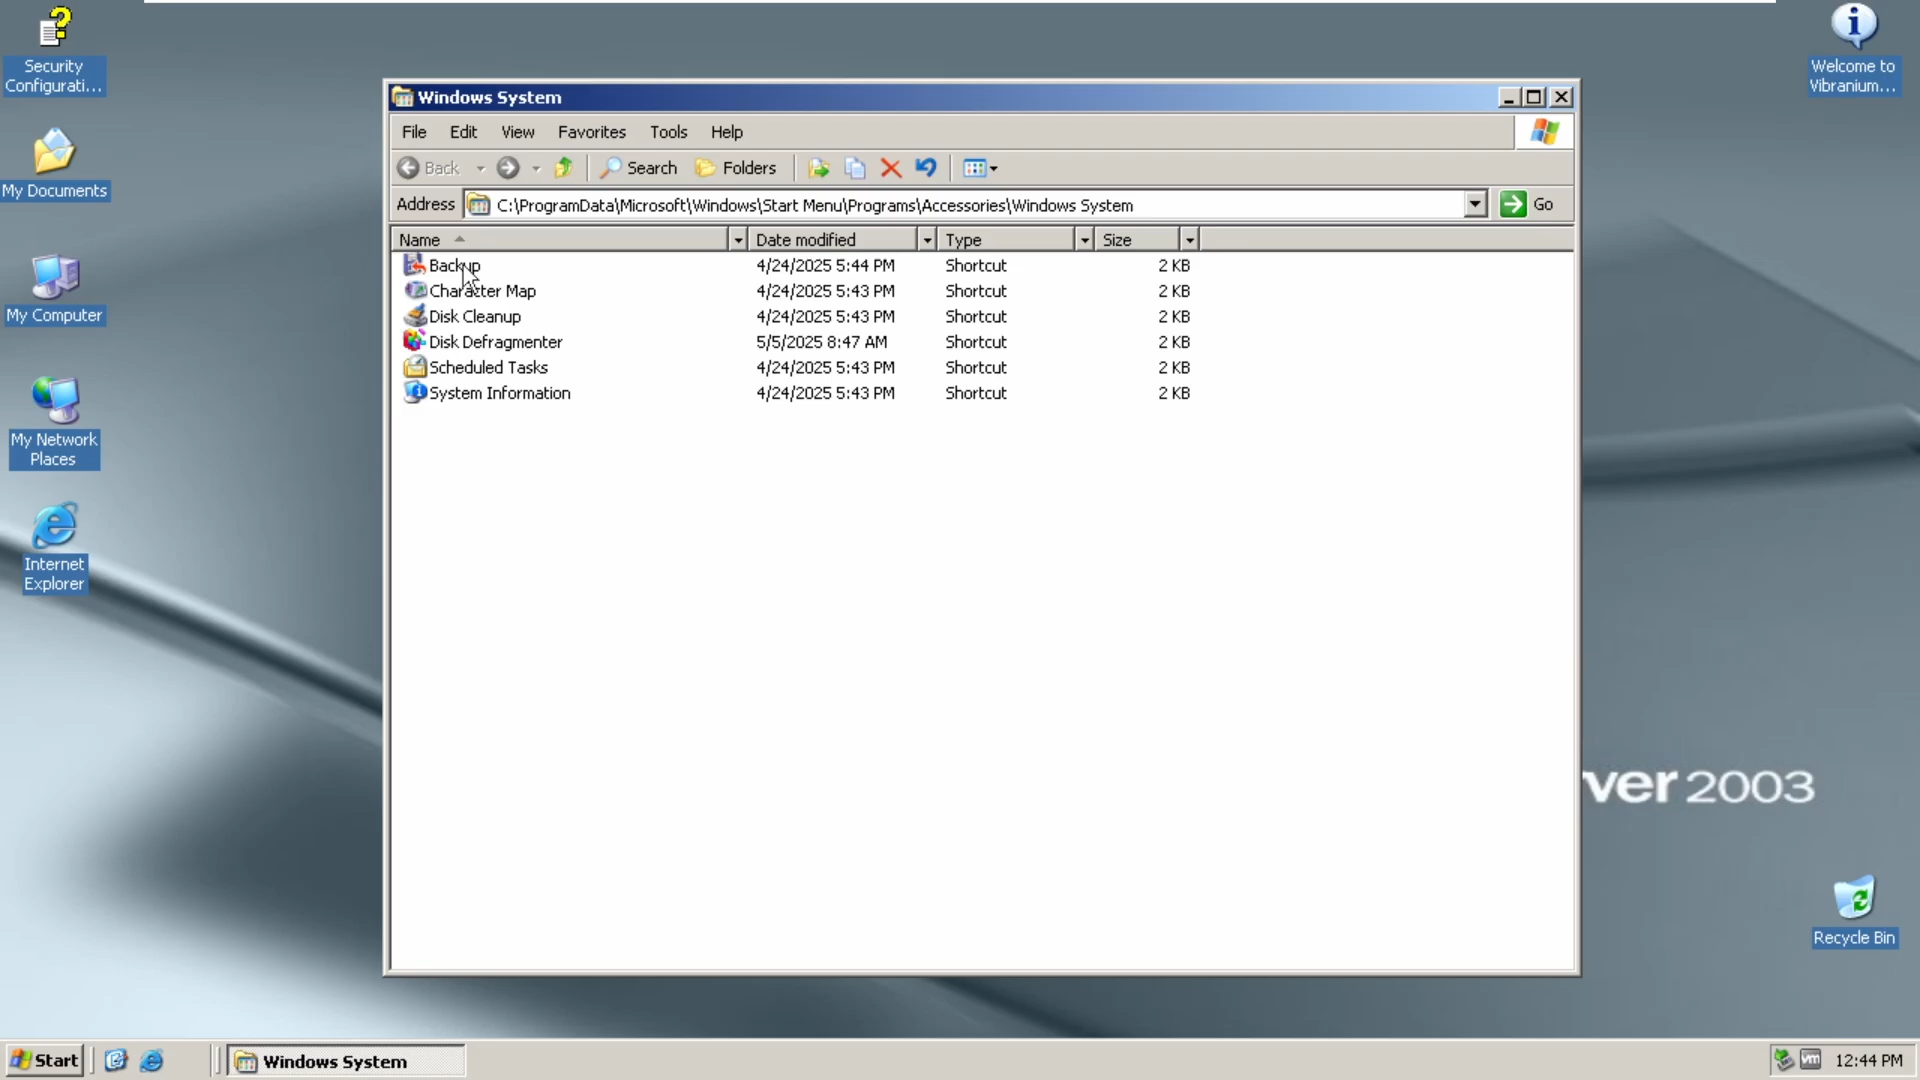 Security
Configurati...
My Documents
My Computer
My Network
Places
Internet
Explorer
Welcome to
Vibranium...
Recycle Bin
Windows System
File Edit View Favorites Tools Help
Back Search Folders
Address C:\ProgramData\Microsoft\Windows\Start Menu\Programs\Accessories\Windows System Go
Name Date modified Type Size
Backup 4/24/2025 5:44 PM Shortcut 2 KB
Character Map 4/24/2025 5:43 PM Shortcut 2 KB
Disk Cleanup 4/24/2025 5:43 PM Shortcut 2 KB
Disk Defragmenter 5/5/2025 8:47 AM Shortcut 2 KB
Scheduled Tasks 4/24/2025 5:43 PM Shortcut 2 KB
System Information 4/24/2025 5:43 PM Shortcut 2 KB
ver 2003
Start Windows System vm 12:44 PM